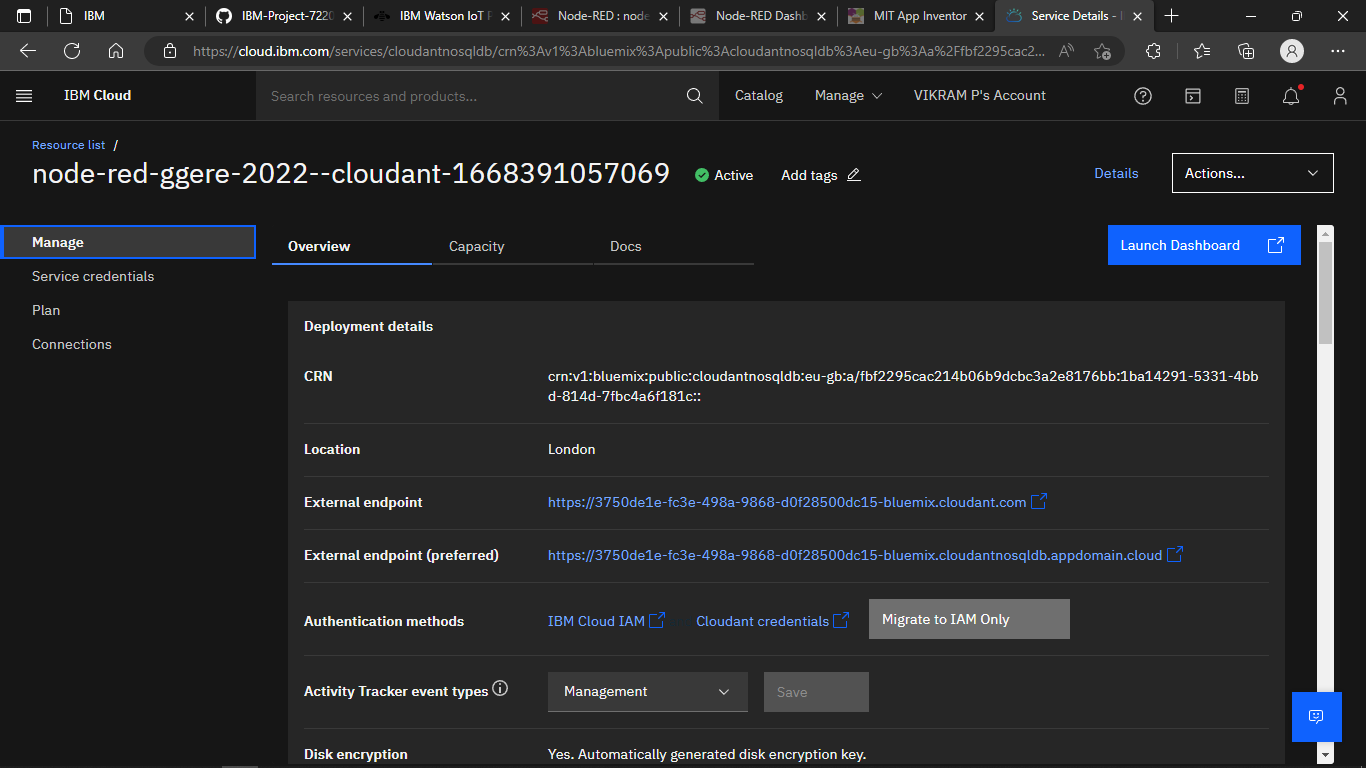 IBM
IBM-Project-7220
IBM Watson IoT P
Node-RED : node
Node-RED Dashb
MIT App Inventor
Service Details - I
https://cloud.ibm.com/services/cloudantnosqldb/crn%3Av1%3Abluemix%3Apublic%3Acloudantnosqldb%3Aeu-gb%3Aa%2Ffbf2295cac2...
IBM Cloud
Search resources and products...
Catalog
Manage
VIKRAM P's Account
Resource list /
node-red-ggere-2022--cloudant-1668391057069
Active
Add tags
Details
Actions...
Manage
Service credentials
Plan
Connections
Overview
Capacity
Docs
Launch Dashboard
Deployment details
CRN
crn:v1:bluemix:public:cloudantnosqldb:eu-gb:a/fbf2295cac214b06b9dcbc3a2e8176bb:1ba14291-5331-4bb
d-814d-7fbc4a6f181c::
Location
London
External endpoint
https://3750de1e-fc3e-498a-9868-d0f28500dc15-bluemix.cloudant.com
External endpoint (preferred)
https://3750de1e-fc3e-498a-9868-d0f28500dc15-bluemix.cloudantnosqldb.appdomain.cloud
Authentication methods
IBM Cloud IAM
Cloudant credentials
Migrate to IAM Only
Activity Tracker event types
Management
Save
Disk encryption
Yes. Automatically generated disk encryption key.